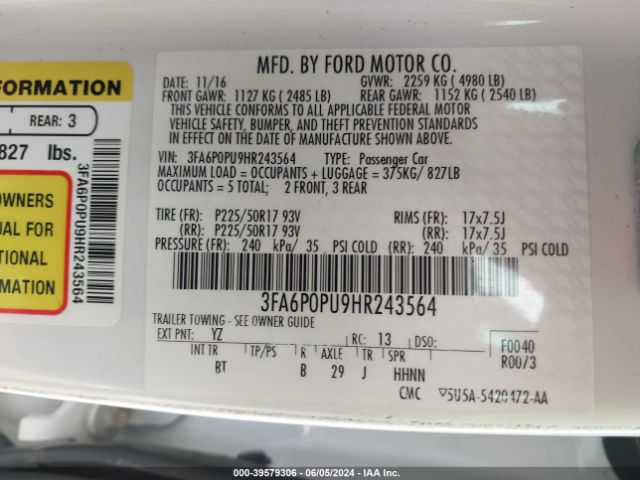 FORMATION
REAR: 3
827 lbs.
OWNERS
UAL FOR
TIONAL
RMATION
3FA6P0PU9HR243564
MFD. BY FORD MOTOR CO.
DATE: 11/16 GVWR: 2259 KG ( 4980 LB)
FRONT GAWR: 1127 KG ( 2485 LB) REAR GAWR: 1152 KG ( 2540 LB)
THIS VEHICLE CONFORMS TO ALL APPLICABLE FEDERAL MOTOR
VEHICLE SAFETY, BUMPER, AND THEFT PREVENTION STANDARDS
IN EFFECT ON THE DATE OF MANUFACTURE SHOWN ABOVE.
VIN: 3FA6P0PU9HR243564 TYPE: Passenger Car
MAXIMUM LOAD = OCCUPANTS + LUGGAGE = 375KG/ 827LB
OCCUPANTS = 5 TOTAL; 2 FRONT, 3 REAR
TIRE (FR): P225/50R17 93V RIMS (FR): 17x7.5J
(RR): P225/50R17 93V (RR): 17x7.5J
PRESSURE (FR): 240 kPa/ 35 PSI COLD (RR): 240 kPa/ 35 PSI COLD
3FA6P0PU9HR243564
TRAILER TOWING - SEE OWNER GUIDE
EXT PNT: YZ RC: 13 DSO: F0040
INT TR TP/PS R AXLE TR SPR R0073
BT B 29 J HHNN
CMC ▽5U5A-5420472-AA
000-39579306 - 06/05/2024 - IAA Inc.